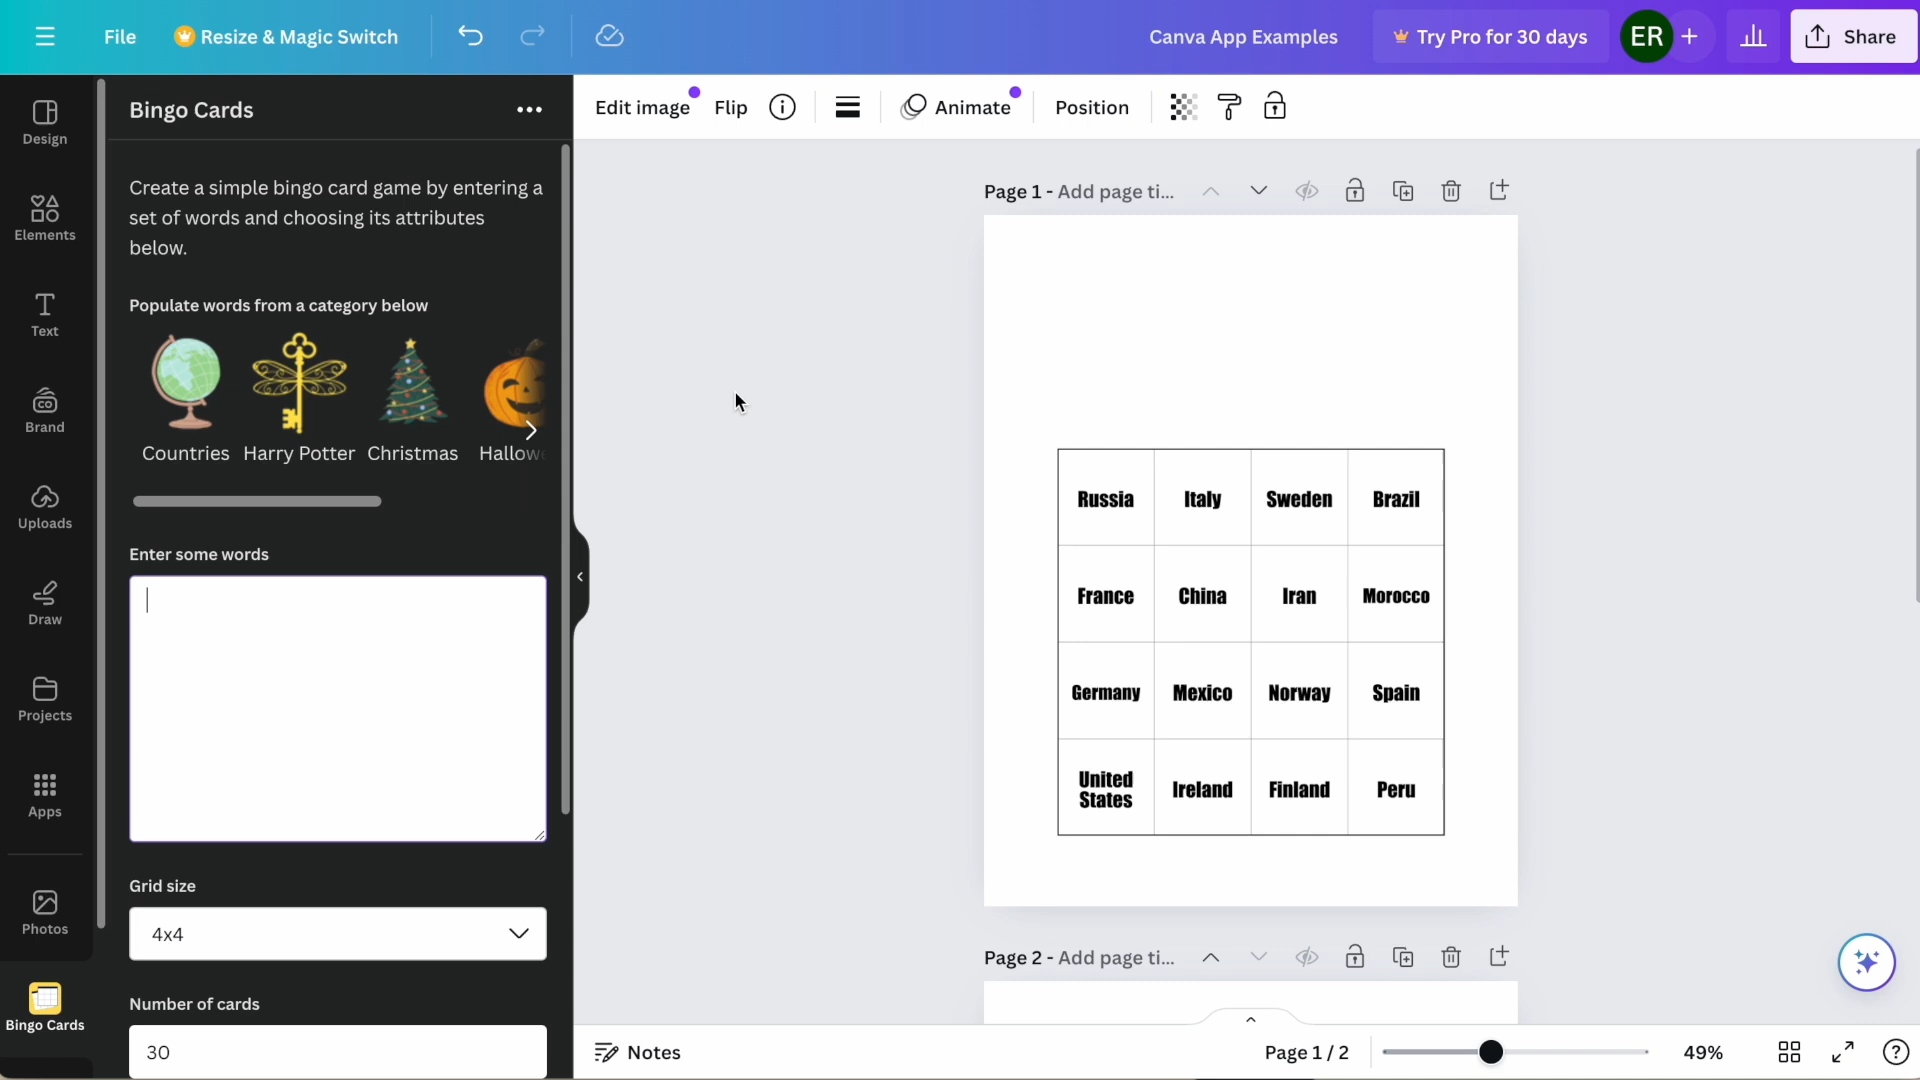 File
Resize & Magic Switch
Canva App Examples
Try Pro for 30 days
ER
Share
Design
Elements
Text
Brand
Uploads
Draw
Projects
Apps
Photos
Bingo Cards
Bingo Cards
Create a simple bingo card game by entering a
set of words and choosing its attributes
below.
Populate words from a category below
Countries
Harry Potter
Christmas
Hallow
Enter some words
Grid size
4x4
Number of cards
30
Edit image
Flip
Animate
Position
Page 1 - Add page ti...
Russia Italy Sweden Brazil
France China Iran Morocco
Germany Mexico Norway Spain
United
States Ireland Finland Peru
Page 2 - Add page ti...
Notes
Page 1 / 2
49%